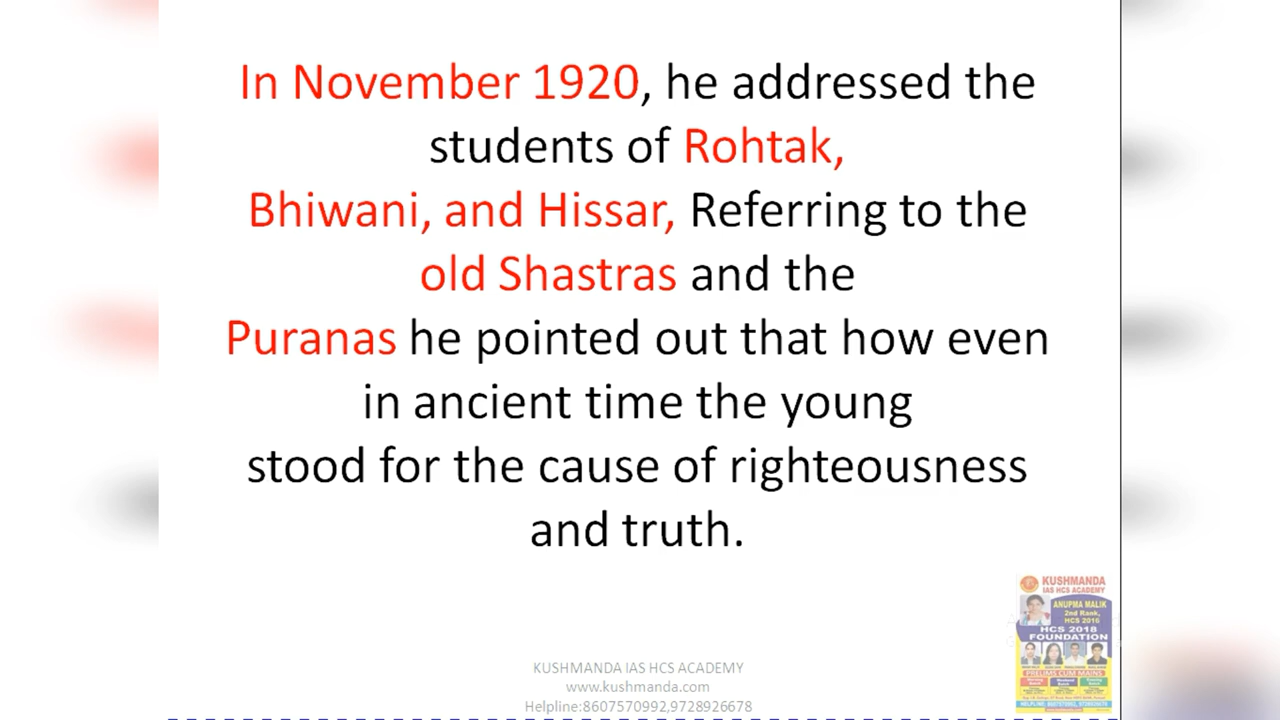 In November 1920, he addressed the
students of Rohtak,
Bhiwani, and Hissar, Referring to the
old Shastras and the
Puranas he pointed out that how even
in ancient time the young
stood for the cause of righteousness
and truth.
KUSHMANDA
IAS HCS ACADEMY
ANUPMA MALIK
2nd Rank,
HCS 2016
HCS 2018
FOUNDATION
PRELIMS CUM MAINS
KUSHMANDA IAS HCS ACADEMY
www.kushmanda.com
Helpline:8607570992,9728926678